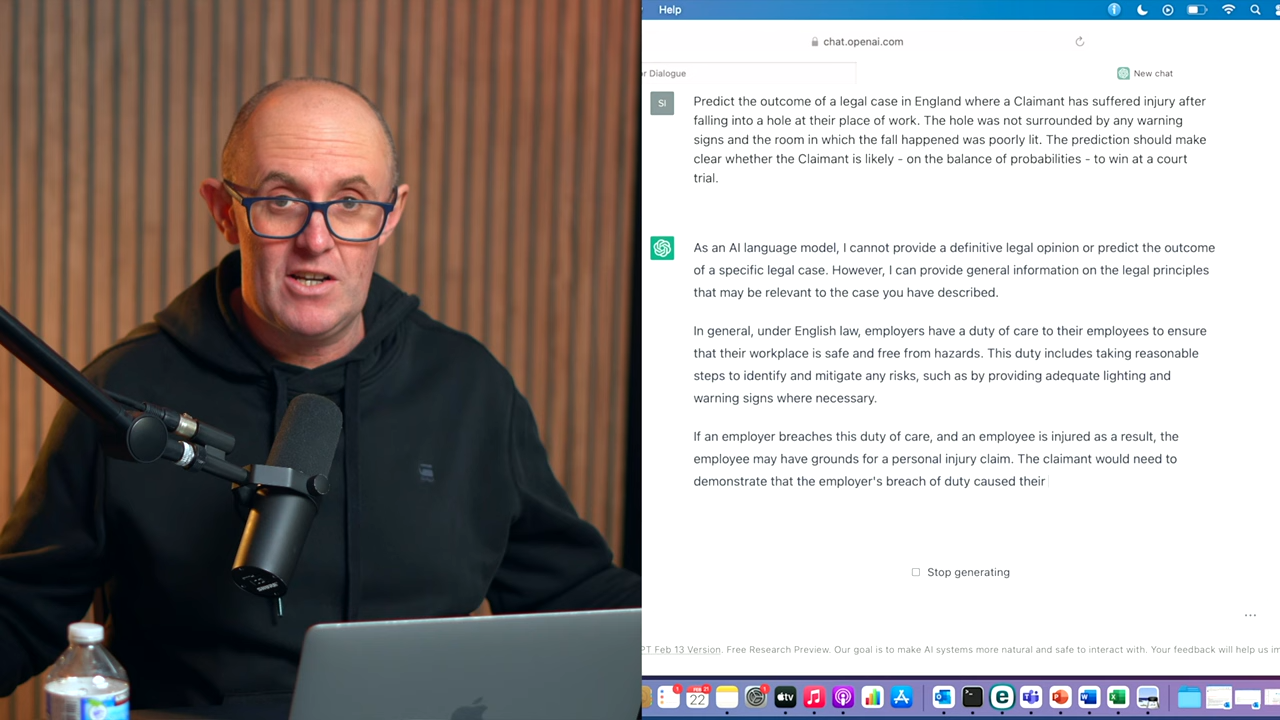 Help
chat.openai.com
r Dialogue
New chat
SI
Predict the outcome of a legal case in England where a Claimant has suffered injury after
falling into a hole at their place of work. The hole was not surrounded by any warning
signs and the room in which the fall happened was poorly lit. The prediction should make
clear whether the Claimant is likely - on the balance of probabilities - to win at a court
trial.
As an AI language model, I cannot provide a definitive legal opinion or predict the outcome
of a specific legal case. However, I can provide general information on the legal principles
that may be relevant to the case you have described.
In general, under English law, employers have a duty of care to their employees to ensure
that their workplace is safe and free from hazards. This duty includes taking reasonable
steps to identify and mitigate any risks, such as by providing adequate lighting and
warning signs where necessary.
If an employer breaches this duty of care, and an employee is injured as a result, the
employee may have grounds for a personal injury claim. The claimant would need to
demonstrate that the employer's breach of duty caused their
Stop generating
...
PT Feb 13 Version. Free Research Preview. Our goal is to make AI systems more natural and safe to interact with. Your feedback will help us im
22
tv
SHURE